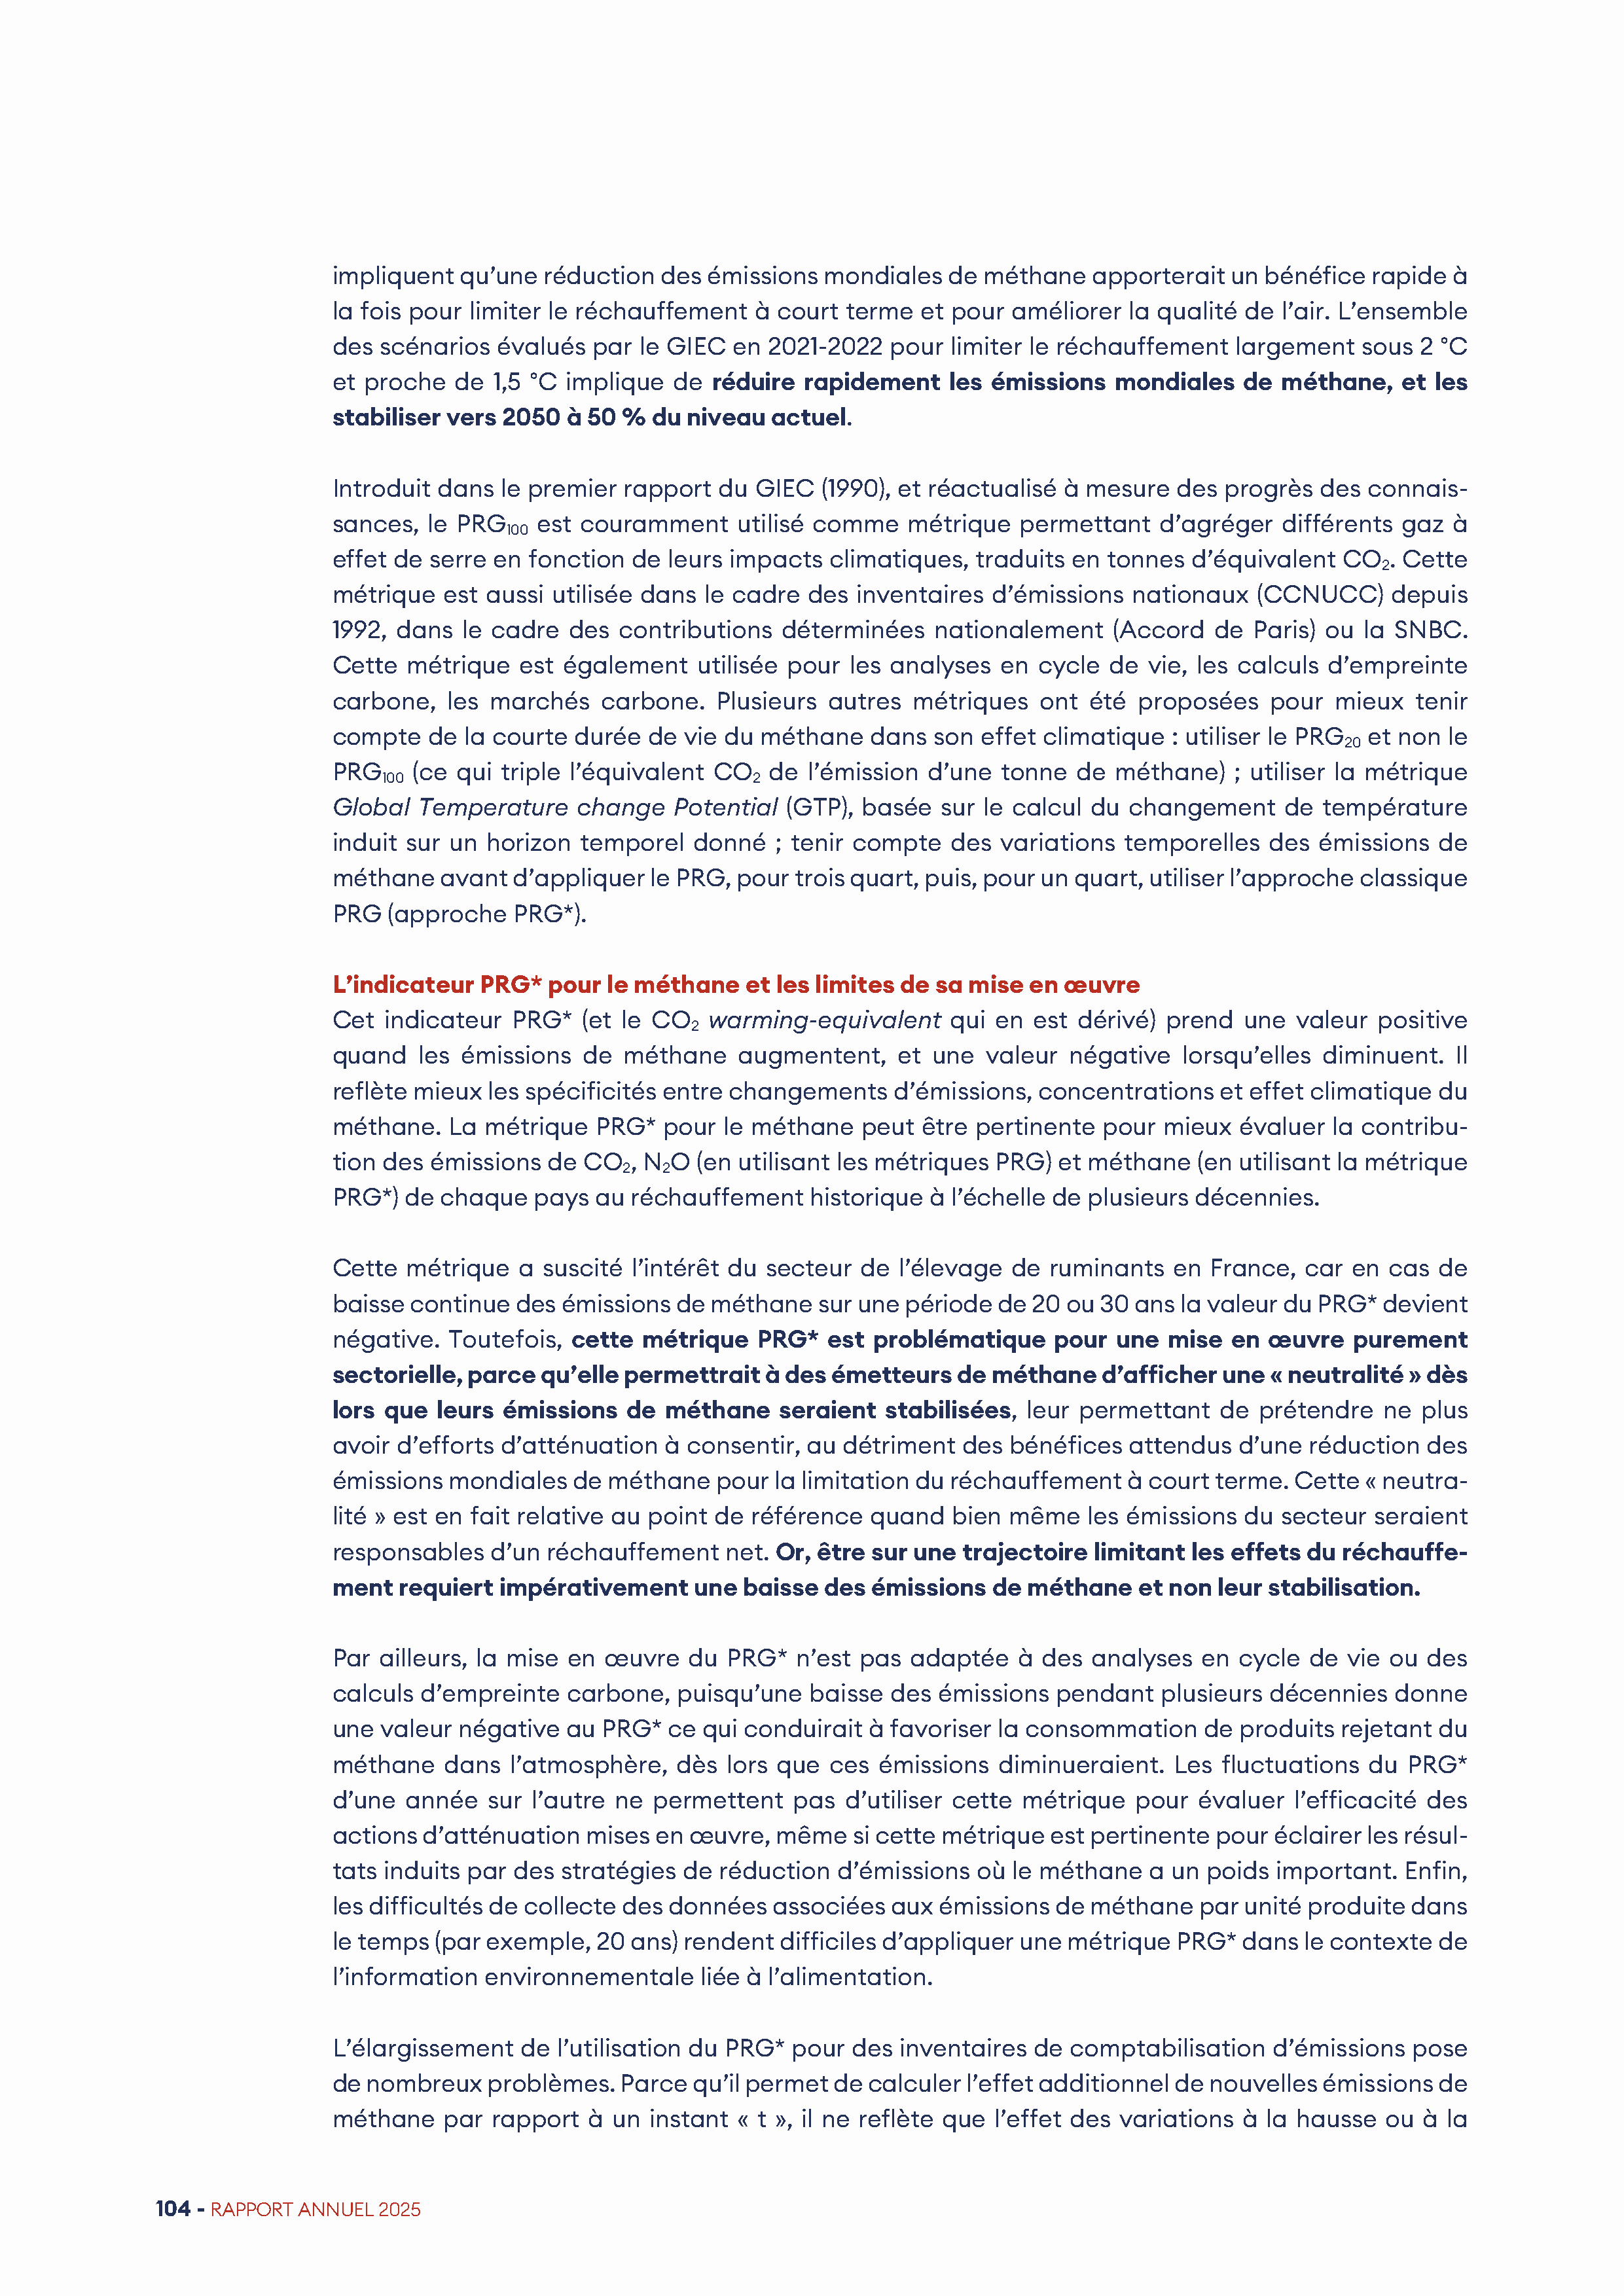 impliquent qu’une réduction des émissions mondiales de méthane apporterait un bénéfice rapide à
la fois pour limiter le réchauffement à court terme et pour améliorer la qualité de l’air. L’ensemble
des scénarios évalués par le GIEC en 2021-2022 pour limiter le réchauffement largement sous 2 °C
et proche de 1,5 °C implique de réduire rapidement les émissions mondiales de méthane, et les
stabiliser vers 2050 à 50 % du niveau actuel.
Introduit dans le premier rapport du GIEC (1990), et réactualisé à mesure des progrès des connais-
sances, le PRG₁₀₀ est couramment utilisé comme métrique permettant d’agréger différents gaz à
effet de serre en fonction de leurs impacts climatiques, traduits en tonnes d’équivalent CO₂. Cette
métrique est aussi utilisée dans le cadre des inventaires d’émissions nationaux (CCNUCC) depuis
1992, dans le cadre des contributions déterminées nationalement (Accord de Paris) ou la SNBC.
Cette métrique est également utilisée pour les analyses en cycle de vie, les calculs d’empreinte
carbone, les marchés carbone. Plusieurs autres métriques ont été proposées pour mieux tenir
compte de la courte durée de vie du méthane dans son effet climatique : utiliser le PRG₂₀ et non le
PRG₁₀₀ (ce qui triple l’équivalent CO₂ de l’émission d’une tonne de méthane) ; utiliser la métrique
Global Temperature change Potential (GTP), basée sur le calcul du changement de température
induit sur un horizon temporel donné ; tenir compte des variations temporelles des émissions de
méthane avant d’appliquer le PRG, pour trois quart, puis, pour un quart, utiliser l’approche classique
PRG (approche PRG*).
L’indicateur PRG* pour le méthane et les limites de sa mise en œuvre
Cet indicateur PRG* (et le CO₂ warming-equivalent qui en est dérivé) prend une valeur positive
quand les émissions de méthane augmentent, et une valeur négative lorsqu’elles diminuent. Il
reflète mieux les spécificités entre changements d’émissions, concentrations et effet climatique du
méthane. La métrique PRG* pour le méthane peut être pertinente pour mieux évaluer la contribu-
tion des émissions de CO₂, N₂O (en utilisant les métriques PRG) et méthane (en utilisant la métrique
PRG*) de chaque pays au réchauffement historique à l’échelle de plusieurs décennies.
Cette métrique a suscité l’intérêt du secteur de l’élevage de ruminants en France, car en cas de
baisse continue des émissions de méthane sur une période de 20 ou 30 ans la valeur du PRG* devient
négative. Toutefois, cette métrique PRG* est problématique pour une mise en œuvre purement
sectorielle, parce qu’elle permettrait à des émetteurs de méthane d’afficher une « neutralité » dès
lors que leurs émissions de méthane seraient stabilisées, leur permettant de prétendre ne plus
avoir d’efforts d’atténuation à consentir, au détriment des bénéfices attendus d’une réduction des
émissions mondiales de méthane pour la limitation du réchauffement à court terme. Cette « neutra-
lité » est en fait relative au point de référence quand bien même les émissions du secteur seraient
responsables d’un réchauffement net. Or, être sur une trajectoire limitant les effets du réchauffe-
ment requiert impérativement une baisse des émissions de méthane et non leur stabilisation.
Par ailleurs, la mise en œuvre du PRG* n’est pas adaptée à des analyses en cycle de vie ou des
calculs d’empreinte carbone, puisqu’une baisse des émissions pendant plusieurs décennies donne
une valeur négative au PRG* ce qui conduirait à favoriser la consommation de produits rejetant du
méthane dans l’atmosphère, dès lors que ces émissions diminueraient. Les fluctuations du PRG*
d’une année sur l’autre ne permettent pas d’utiliser cette métrique pour évaluer l’efficacité des
actions d’atténuation mises en œuvre, même si cette métrique est pertinente pour éclairer les résul-
tats induits par des stratégies de réduction d’émissions où le méthane a un poids important. Enfin,
les difficultés de collecte des données associées aux émissions de méthane par unité produite dans
le temps (par exemple, 20 ans) rendent difficiles d’appliquer une métrique PRG* dans le contexte de
l’information environnementale liée à l’alimentation.
L’élargissement de l’utilisation du PRG* pour des inventaires de comptabilisation d’émissions pose
de nombreux problèmes. Parce qu’il permet de calculer l’effet additionnel de nouvelles émissions de
méthane par rapport à un instant « t », il ne reflète que l’effet des variations à la hausse ou à la
104 - RAPPORT ANNUEL 2025